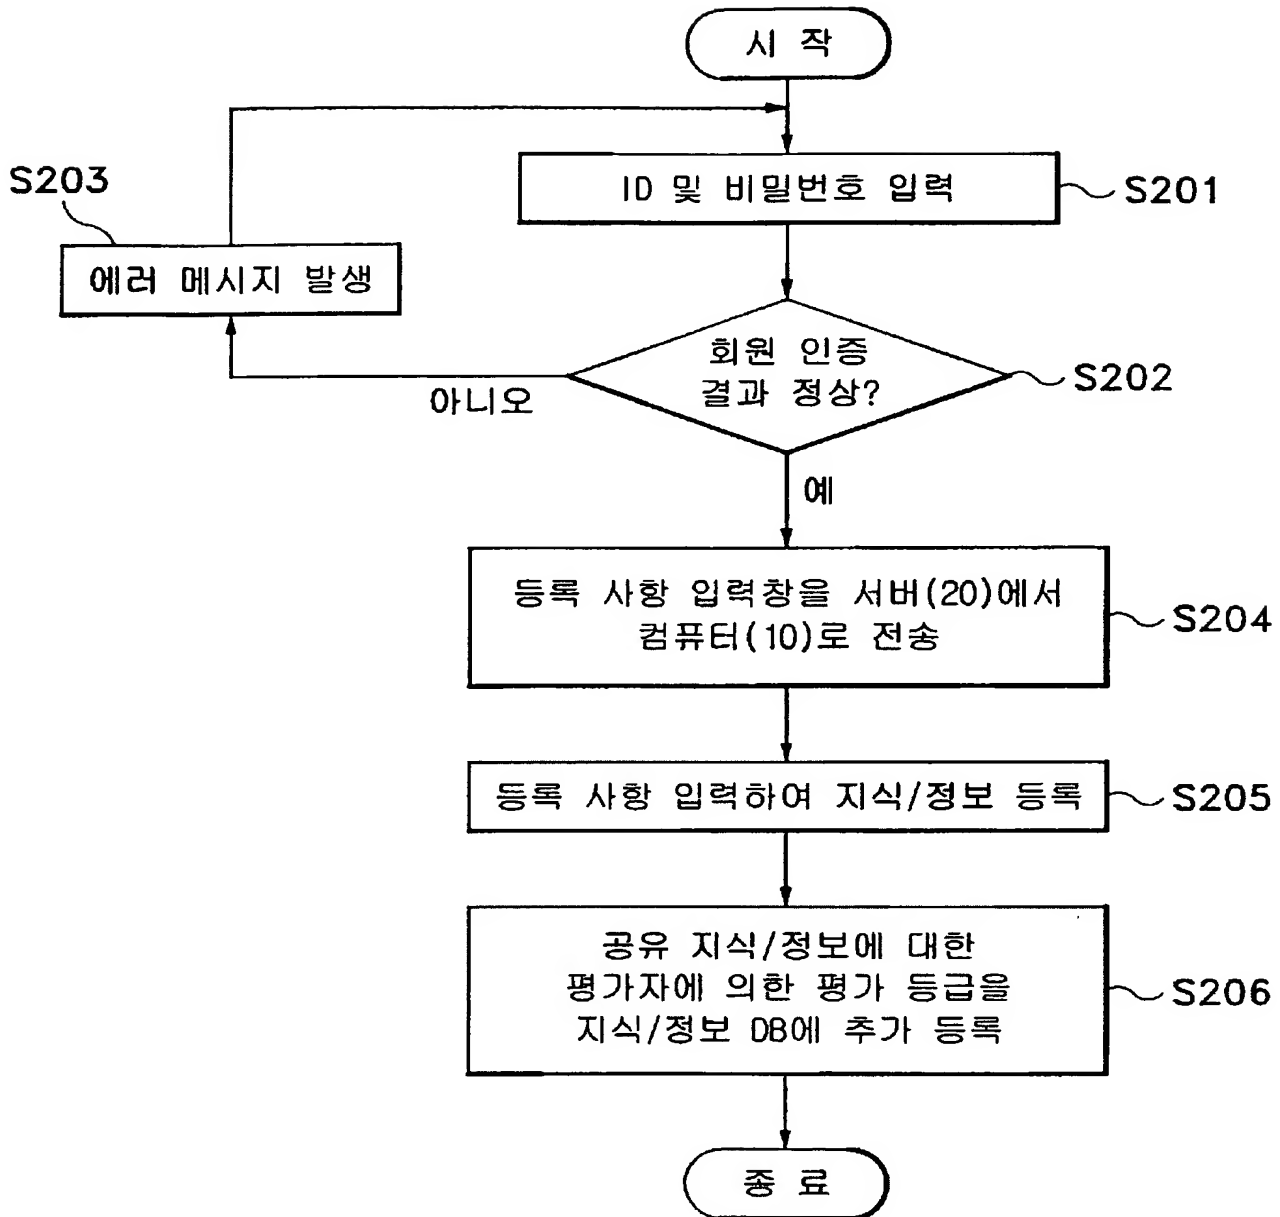 시 작
ID 및 비밀번호 입력
S201
S203
에러 메시지 발생
회원 인증
결과 정상?
S202
아니오
예
등록 사항 입력창을 서버(20)에서
컴퓨터(10)로 전송
S204
등록 사항 입력하여 지식/정보 등록
S205
공유 지식/정보에 대한
평가자에 의한 평가 등급을
지식/정보 DB에 추가 등록
S206
종 료